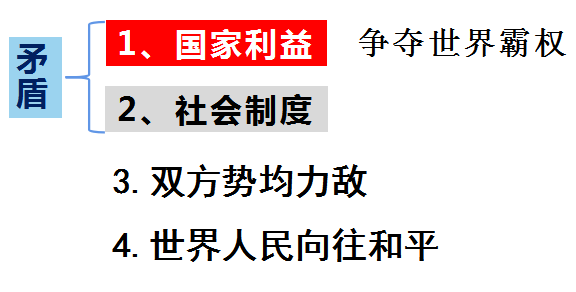 矛盾
1、国家利益 争夺世界霸权
2、社会制度
3. 双方势均力敌
4. 世界人民向往和平